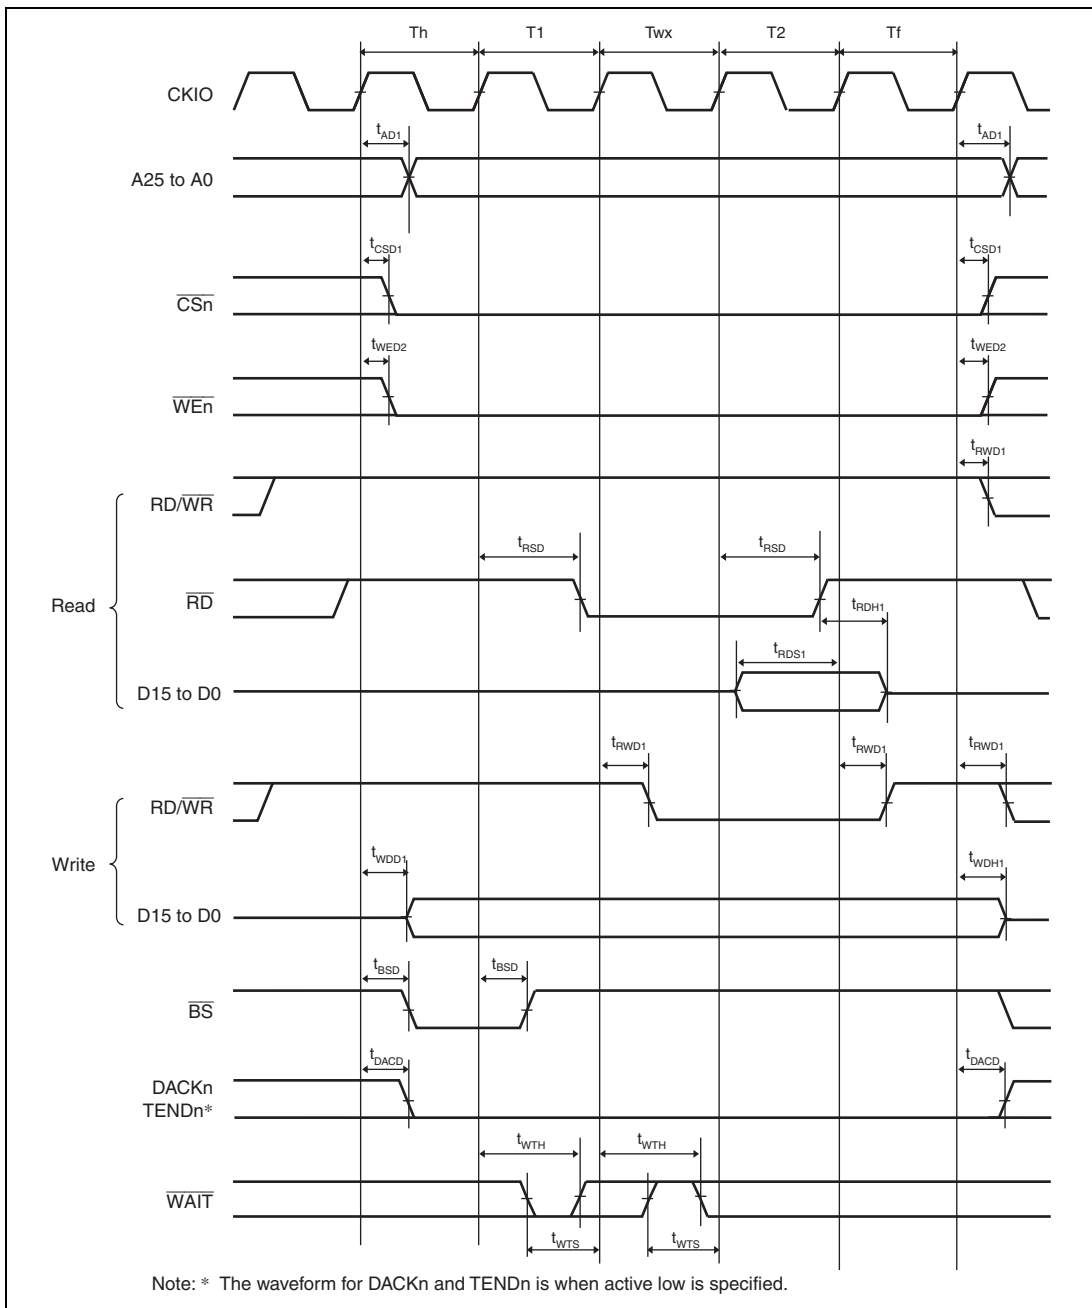 Th T1 Twx T2 Tf
CKIO
tAD1 tAD1
A25 to A0
tCSD1 tCSD1
CSn
tWED2 tWED2
WEn
tRWD1
RD/WR
tRSD tRSD
Read
RD
tRDH1
tRDS1
D15 to D0
tRWD1 tRWD1 tRWD1
RD/WR
Write
tWDD1 tWDH1
D15 to D0
tBSD tBSD
BS
tDACD tDACD
DACKn
TENDn*
tWTH tWTH
WAIT
tWTS tWTS
Note: * The waveform for DACKn and TENDn is when active low is specified.